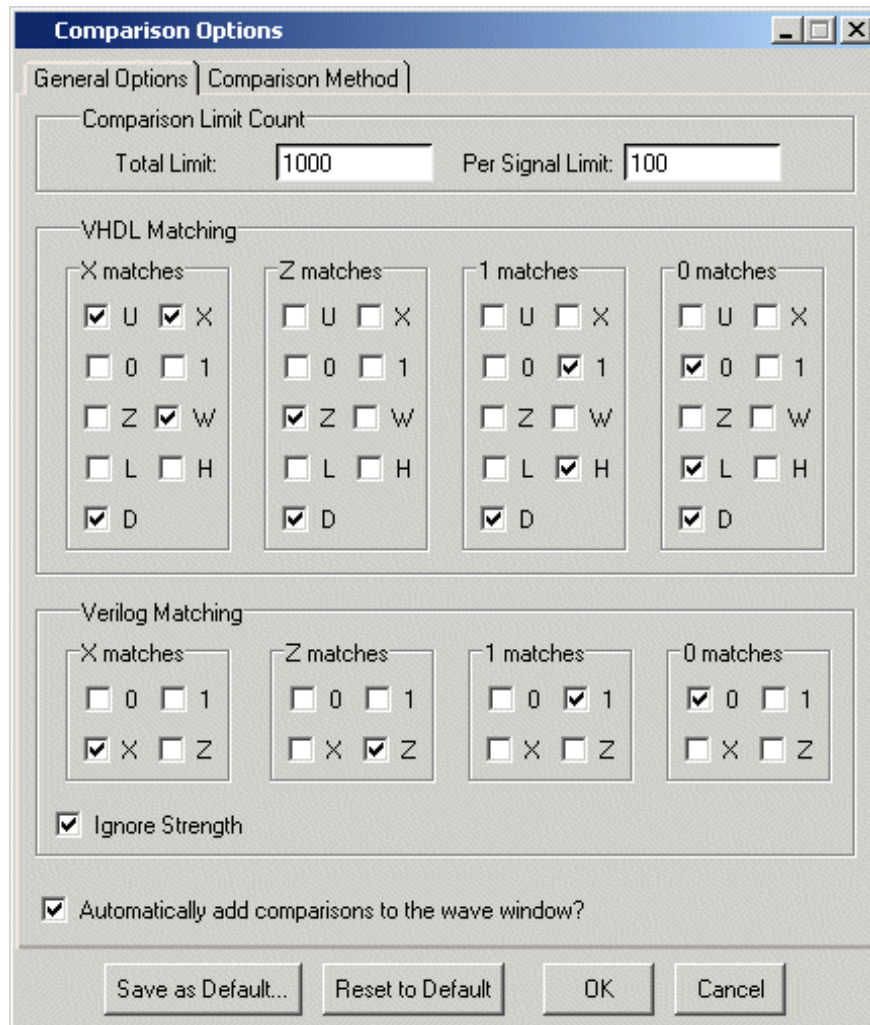 Comparison Options
General Options Comparison Method
Comparison Limit Count
Total Limit: 1000 Per Signal Limit: 100
VHDL Matching
X matches Z matches 1 matches 0 matches
U X U X U X U X
0 1 0 1 0 1 0 1
Z W Z W Z W Z W
L H L H L H L H
D D D D
Verilog Matching
X matches Z matches 1 matches 0 matches
0 1 0 1 0 1 0 1
X Z X Z X Z X Z
Ignore Strength
Automatically add comparisons to the wave window?
Save as Default... Reset to Default OK Cancel